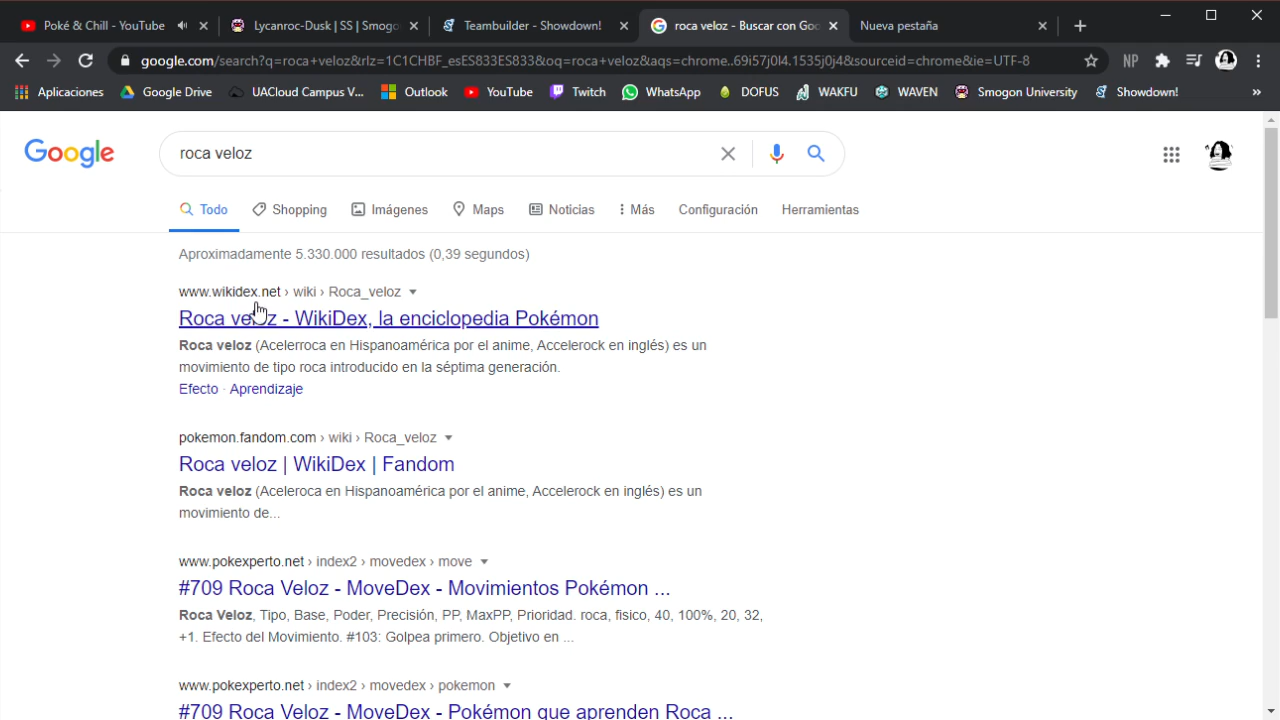 Poké & Chill - YouTube
Lycanroc-Dusk | SS | Smogo
Teambuilder - Showdown!
roca veloz - Buscar con Goo
Nueva pestaña
google.com/search?q=roca+veloz&rlz=1C1CHBF_esES833ES833&oq=roca+veloz&aqs=chrome..69i57j0l4.1535j0j4&sourceid=chrome&ie=UTF-8
NP
Aplicaciones
Google Drive
UACloud Campus V...
Outlook
YouTube
Twitch
WhatsApp
DOFUS
WAKFU
WAVEN
Smogon University
Showdown!
»
Google
roca veloz
Todo
Shopping
Imágenes
Maps
Noticias
Más
Configuración
Herramientas
Aproximadamente 5.330.000 resultados (0,39 segundos)
www.wikidex.net › wiki › Roca_veloz
Roca veloz - WikiDex, la enciclopedia Pokémon
Roca veloz (Acelerroca en Hispanoamérica por el anime, Accelerock en inglés) es un
movimiento de tipo roca introducido en la séptima generación.
Efecto · Aprendizaje
pokemon.fandom.com › wiki › Roca_veloz
Roca veloz | WikiDex | Fandom
Roca veloz (Aceleroca en Hispanoamérica por el anime, Accelerock en inglés) es un
movimiento de...
www.pokexperto.net › index2 › movedex › move
#709 Roca Veloz - MoveDex - Movimientos Pokémon ...
Roca Veloz, Tipo, Base, Poder, Precisión, PP, MaxPP, Prioridad. roca, fisico, 40, 100%, 20, 32,
+1. Efecto del Movimiento. #103: Golpea primero. Objetivo en ...
www.pokexperto.net › index2 › movedex › pokemon
#709 Roca Veloz - MoveDex - Pokémon que aprenden Roca ...